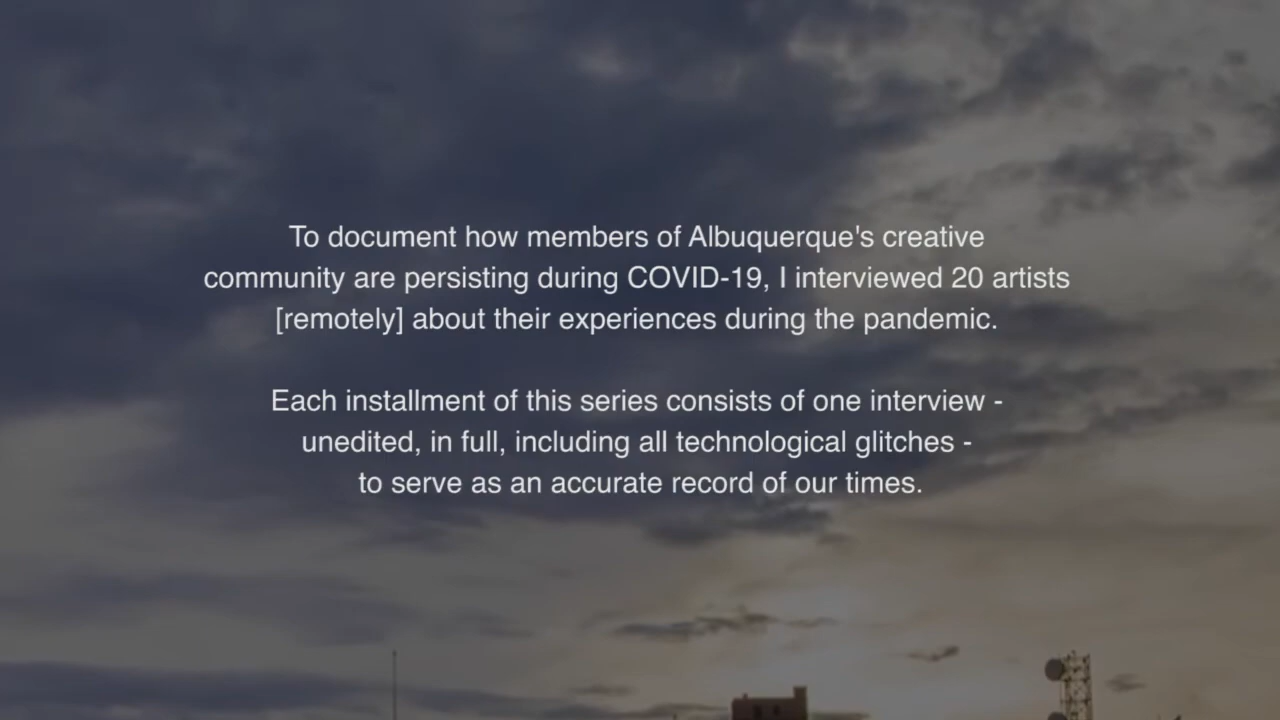 To document how members of Albuquerque's creative
community are persisting during COVID-19, I interviewed 20 artists
[remotely] about their experiences during the pandemic.
Each installment of this series consists of one interview -
unedited, in full, including all technological glitches -
to serve as an accurate record of our times.